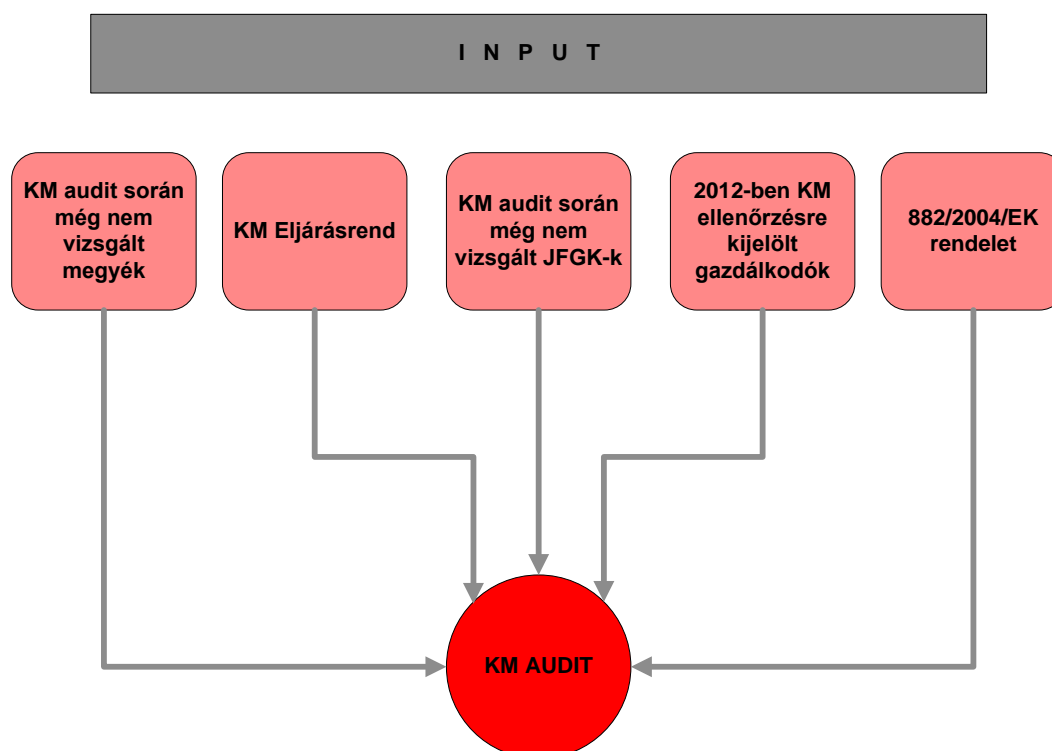 I N P U T
KM audit során
még nem
vizsgált
megyék
KM Eljárásrend
KM audit során
még nem
vizsgált JFGK-k
2012-ben KM
ellenőrzésre
kijelölt
gazdálkodók
882/2004/EK
rendelet
KM AUDIT